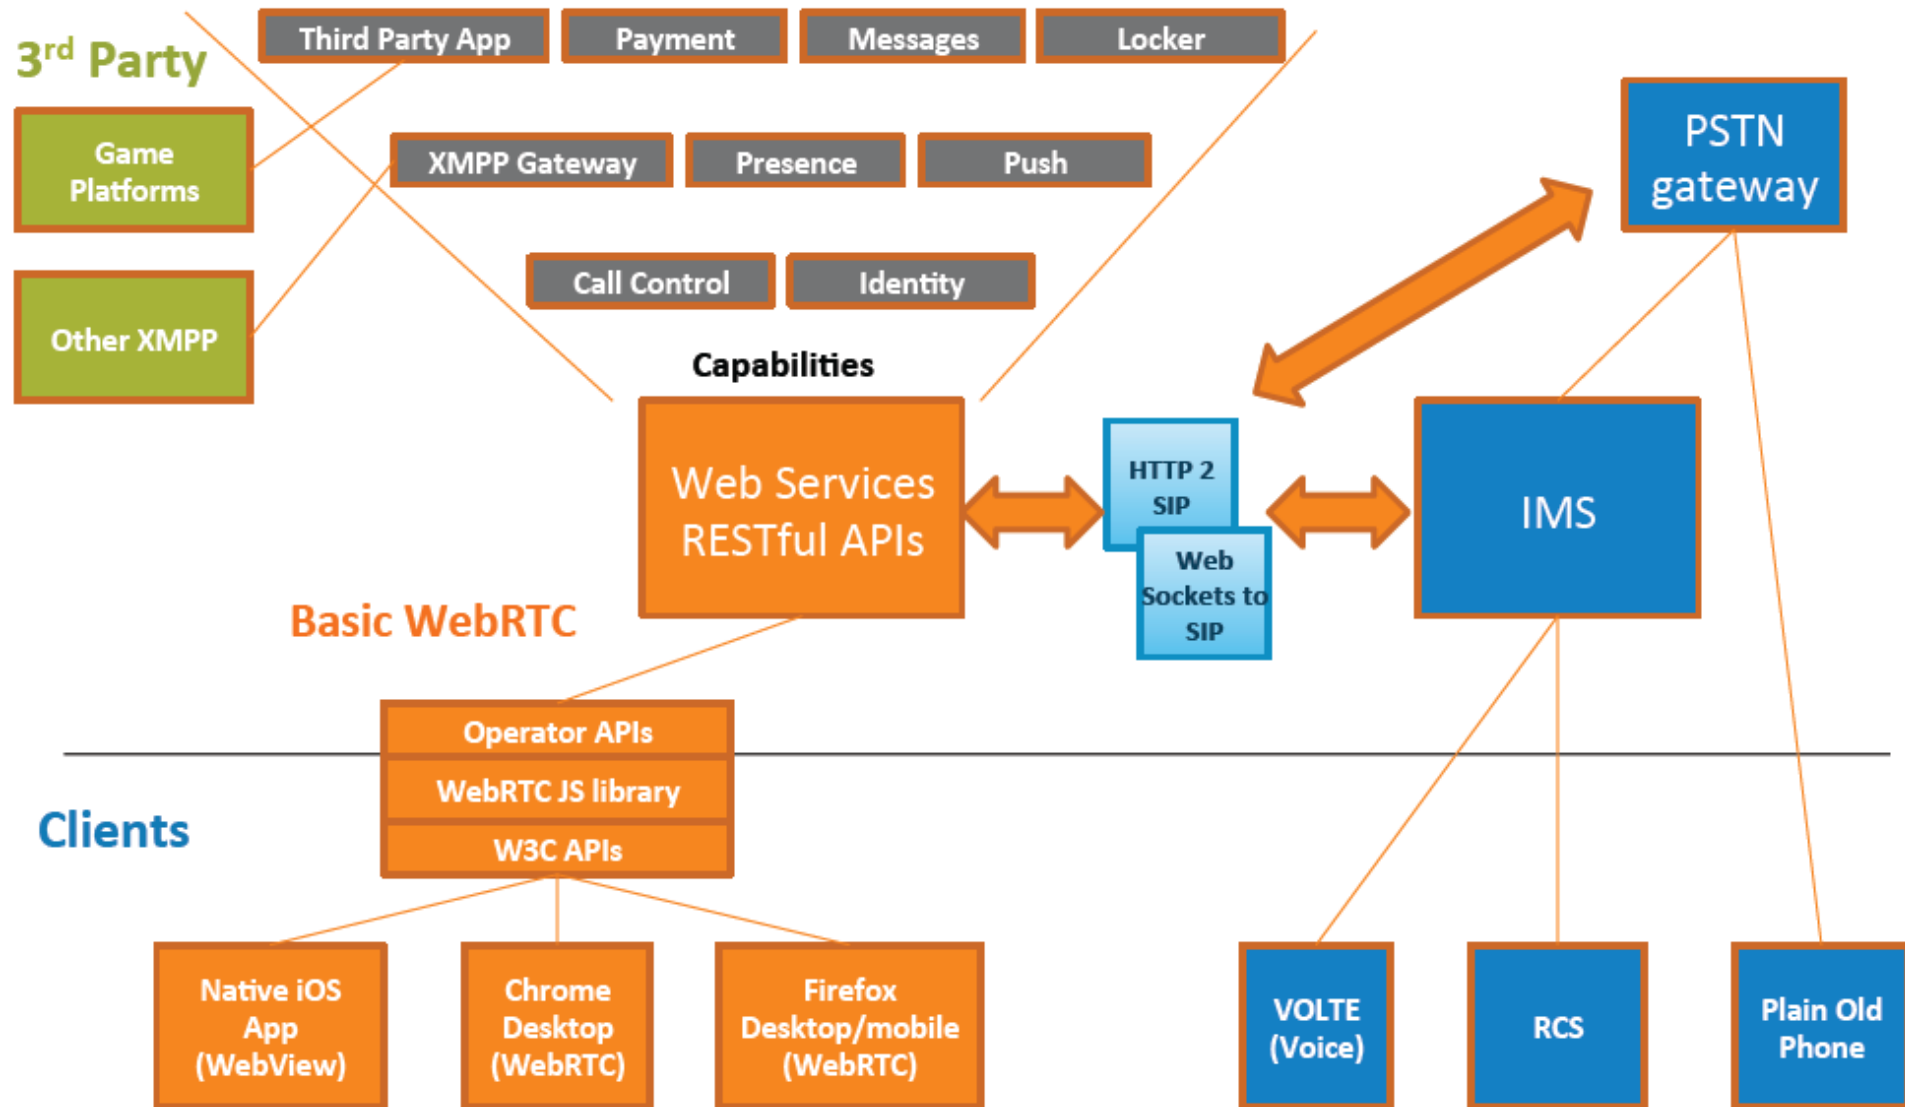 3rd Party
Third Party App
Payment
Messages
Locker
Game
Platforms
XMPP Gateway
Presence
Push
PSTN
gateway
Other XMPP
Call Control
Identity
Capabilities
Web Services
RESTful APIs
HTTP 2
SIP
Web
Sockets to
SIP
IMS
Basic WebRTC
Operator APIs
WebRTC JS library
W3C APIs
Clients
Native iOS
App
(WebView)
Chrome
Desktop
(WebRTC)
Firefox
Desktop/mobile
(WebRTC)
VOLTE
(Voice)
RCS
Plain Old
Phone